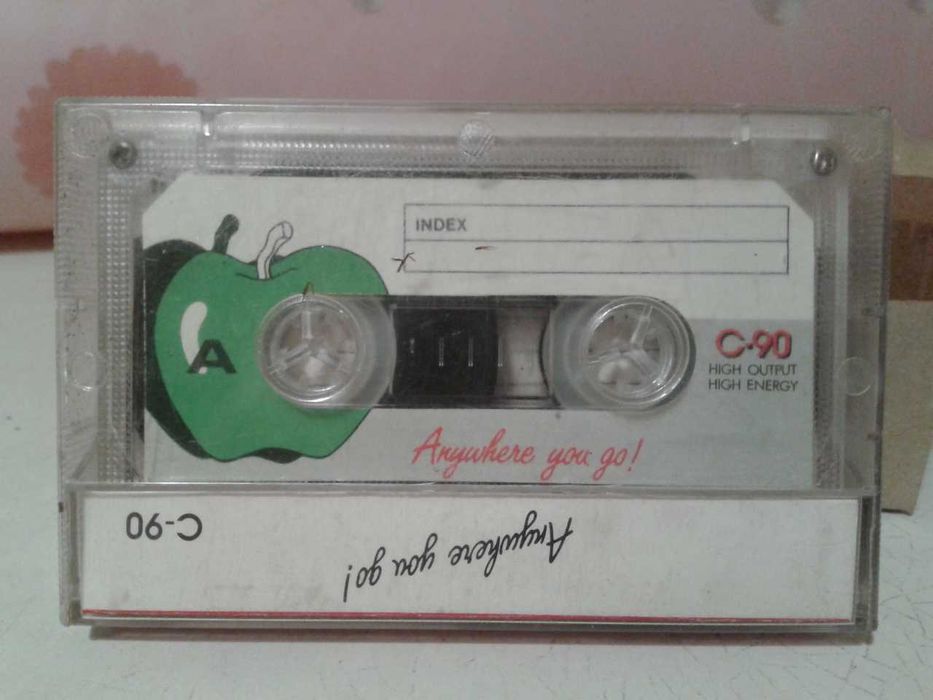 INDEX
A
C·90
HIGH OUTPUT
HIGH ENERGY
Anywhere you go!
C-90
Anywhere you go!